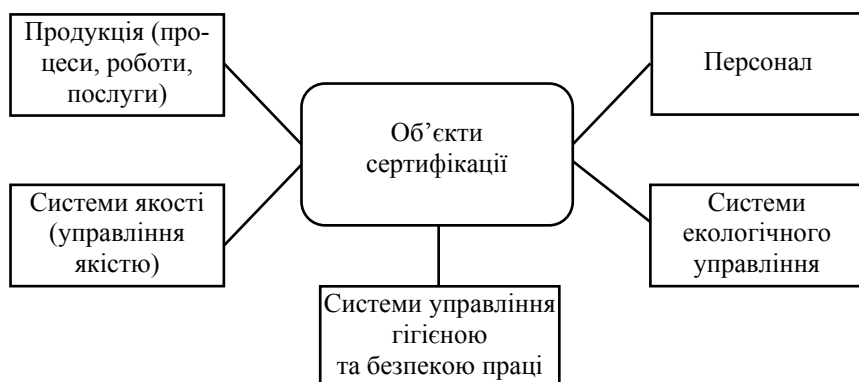 Продукція (про-
цеси, роботи,
послуги)
Персонал
Об’єкти
сертифікації
Системи якості
(управління
якістю)
Системи
екологічного
управління
Системи управління
гігієною
та безпекою праці